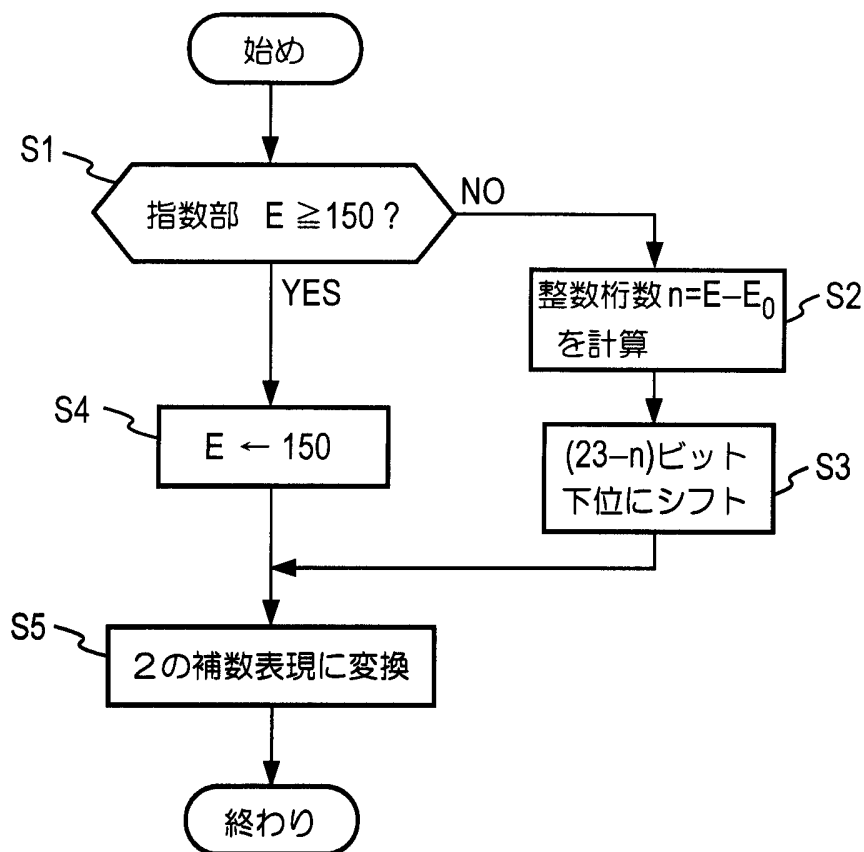 始め
S1
指数部 E ≧150 ?
NO
YES
整数桁数 n=E−E₀
を計算
S2
S4
E ← 150
(23−n)ビット
下位にシフト
S3
S5
2の補数表現に変換
終わり